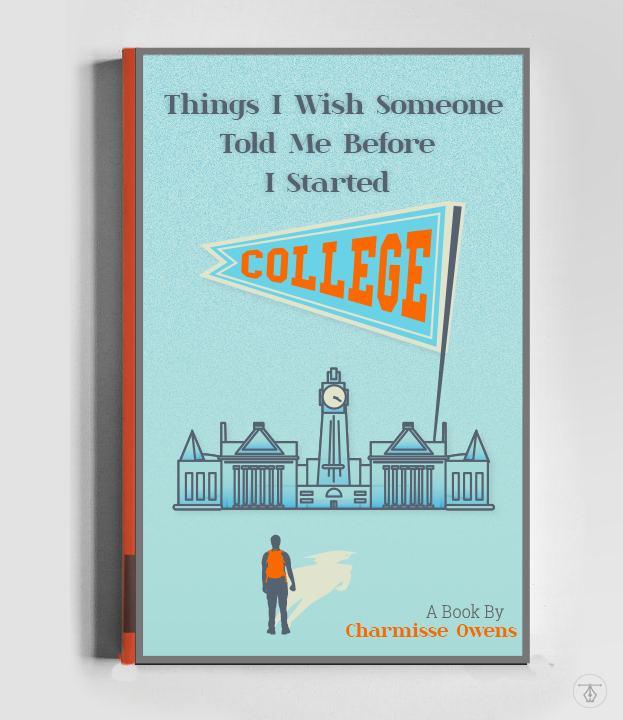 Things I Wish Someone
Told Me Before
I Started
COLLEGE
A Book By
Charmisse Owens